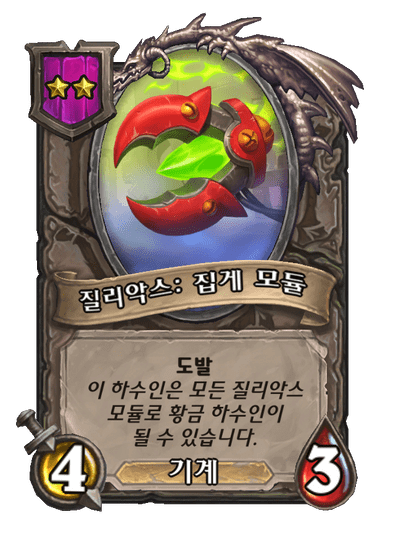 질리악스: 집게 모듈
도발
이 하수인은 모든 질리악스
모듈로 황금 하수인이
될 수 있습니다.
4
기계
3